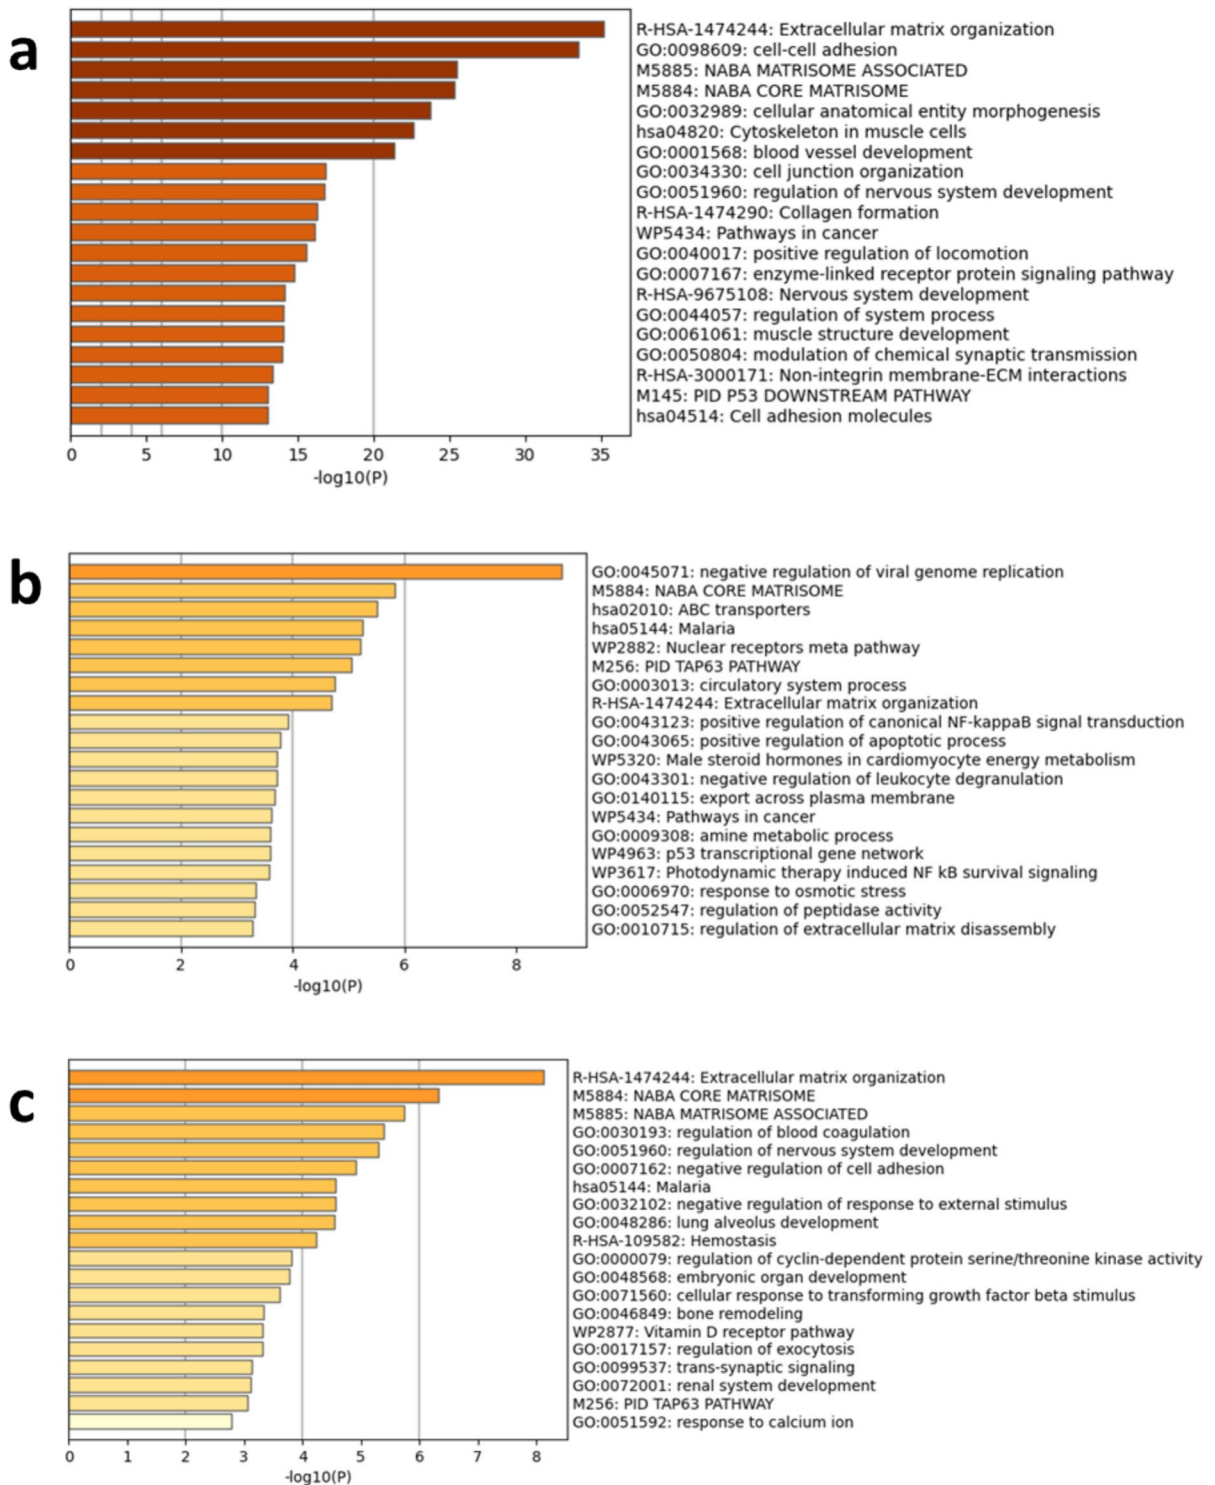 a
R-HSA-1474244: Extracellular matrix organization
GO:0098609: cell-cell adhesion
M5885: NABA MATRISOME ASSOCIATED
M5884: NABA CORE MATRISOME
GO:0032989: cellular anatomical entity morphogenesis
hsa04820: Cytoskeleton in muscle cells
GO:0001568: blood vessel development
GO:0034330: cell junction organization
GO:0051960: regulation of nervous system development
R-HSA-1474290: Collagen formation
WP5434: Pathways in cancer
GO:0040017: positive regulation of locomotion
GO:0007167: enzyme-linked receptor protein signaling pathway
R-HSA-9675108: Nervous system development
GO:0044057: regulation of system process
GO:0061061: muscle structure development
GO:0050804: modulation of chemical synaptic transmission
R-HSA-3000171: Non-integrin membrane-ECM interactions
M145: PID P53 DOWNSTREAM PATHWAY
hsa04514: Cell adhesion molecules
0 5 10 15 20 25 30 35
-log10(P)
b
GO:0045071: negative regulation of viral genome replication
M5884: NABA CORE MATRISOME
hsa02010: ABC transporters
hsa05144: Malaria
WP2882: Nuclear receptors meta pathway
M256: PID TAP63 PATHWAY
GO:0003013: circulatory system process
R-HSA-1474244: Extracellular matrix organization
GO:0043123: positive regulation of canonical NF-kappaB signal transduction
GO:0043065: positive regulation of apoptotic process
WP5320: Male steroid hormones in cardiomyocyte energy metabolism
GO:0043301: negative regulation of leukocyte degranulation
GO:0140115: export across plasma membrane
WP5434: Pathways in cancer
GO:0009308: amine metabolic process
WP4963: p53 transcriptional gene network
WP3617: Photodynamic therapy induced NF kB survival signaling
GO:0006970: response to osmotic stress
GO:0052547: regulation of peptidase activity
GO:0010715: regulation of extracellular matrix disassembly
0 2 4 6 8
-log10(P)
c
R-HSA-1474244: Extracellular matrix organization
M5884: NABA CORE MATRISOME
M5885: NABA MATRISOME ASSOCIATED
GO:0030193: regulation of blood coagulation
GO:0051960: regulation of nervous system development
GO:0007162: negative regulation of cell adhesion
hsa05144: Malaria
GO:0032102: negative regulation of response to external stimulus
GO:0048286: lung alveolus development
R-HSA-109582: Hemostasis
GO:0000079: regulation of cyclin-dependent protein serine/threonine kinase activity
GO:0048568: embryonic organ development
GO:0071560: cellular response to transforming growth factor beta stimulus
GO:0046849: bone remodeling
WP2877: Vitamin D receptor pathway
GO:0017157: regulation of exocytosis
GO:0099537: trans-synaptic signaling
GO:0072001: renal system development
M256: PID TAP63 PATHWAY
GO:0051592: response to calcium ion
0 1 2 3 4 5 6 7 8
-log10(P)